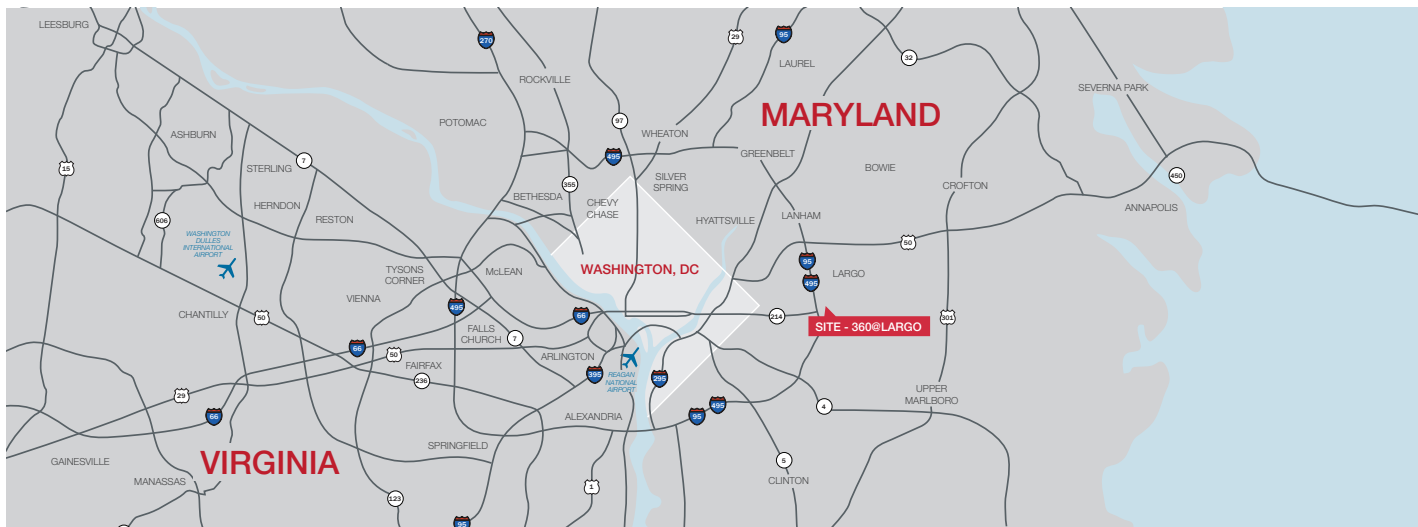 LEESBURG
270
29
95
LAUREL
32
ROCKVILLE
SEVERNA PARK
POTOMAC
97
MARYLAND
ASHBURN
WHEATON
15
STERLING
7
495
GREENBELT
BOWIE
450
355
SILVER
SPRING
CROFTON
BETHESDA
CHEVY
CHASE
HERNDON
606
RESTON
HYATTSVILLE
LANHAM
ANNAPOLIS
WASHINGTON
DULLES
INTERNATIONAL
AIRPORT
50
95
TYSONS
CORNER
McLEAN
WASHINGTON, DC
LARGO
495
VIENNA
495
CHANTILLY
50
66
214
301
SITE - 360@LARGO
FALLS
CHURCH
7
66
50
ARLINGTON
FAIRFAX
395
REAGAN
NATIONAL
AIRPORT
295
236
29
UPPER
MARLBORO
495
4
66
95
ALEXANDRIA
SPRINGFIELD
VIRGINIA
GAINESVILLE
5
MANASSAS
CLINTON
1
123
95